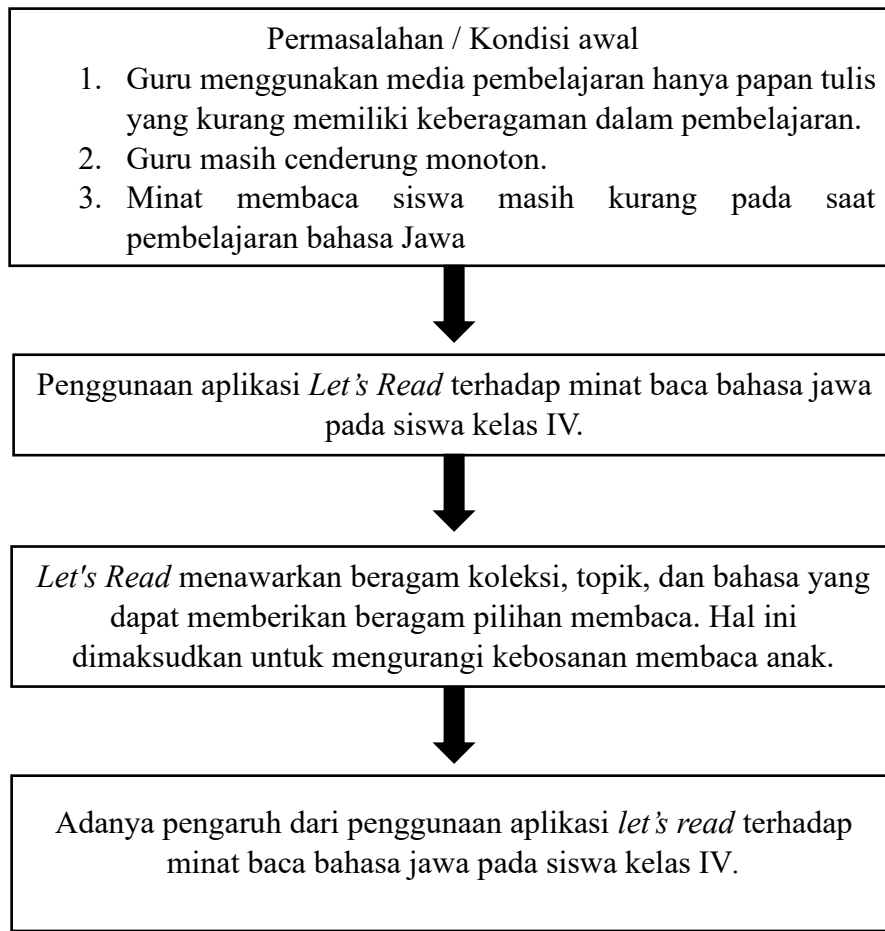 Permasalahan / Kondisi awal
1. Guru menggunakan media pembelajaran hanya papan tulis
yang kurang memiliki keberagaman dalam pembelajaran.
2. Guru masih cenderung monoton.
3. Minat membaca siswa masih kurang pada saat
pembelajaran bahasa Jawa
Penggunaan aplikasi Let’s Read terhadap minat baca bahasa jawa
pada siswa kelas IV.
Let's Read menawarkan beragam koleksi, topik, dan bahasa yang
dapat memberikan beragam pilihan membaca. Hal ini
dimaksudkan untuk mengurangi kebosanan membaca anak.
Adanya pengaruh dari penggunaan aplikasi let’s read terhadap
minat baca bahasa jawa pada siswa kelas IV.